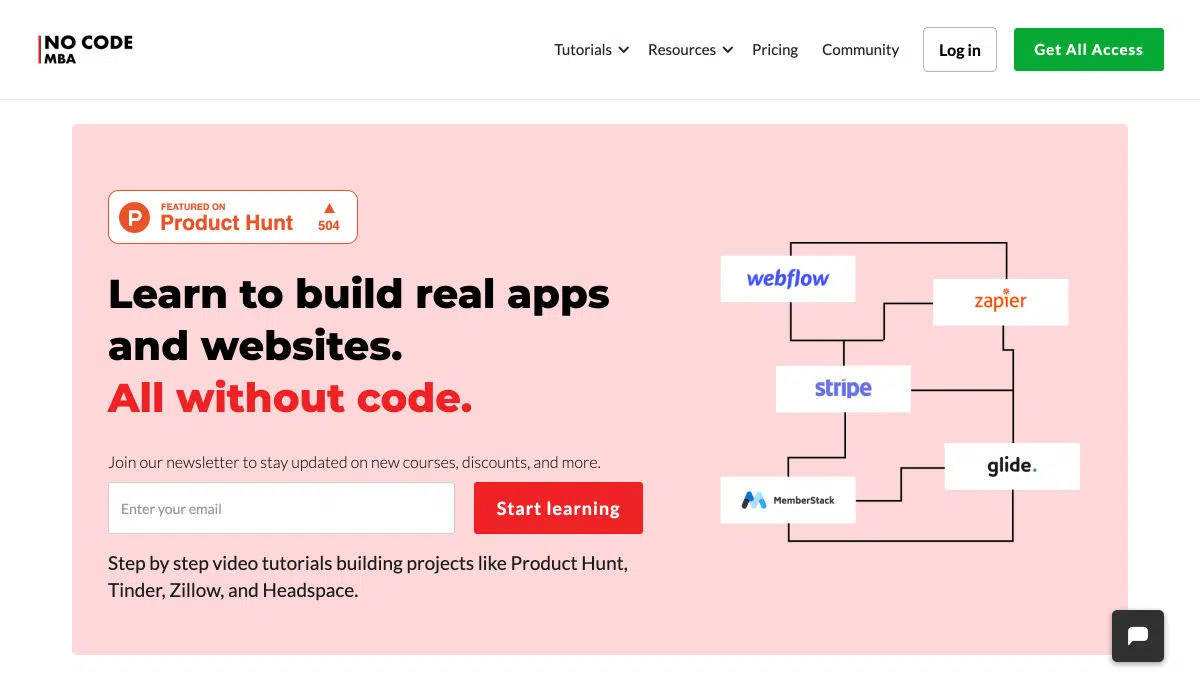 NO CODE
MBA
Tutorials
Resources
Pricing
Community
Log in
Get All Access
P
FEATURED ON
Product Hunt
504
Learn to build real apps
and websites.
All without code.
Join our newsletter to stay updated on new courses, discounts, and more.
Enter your email
Start learning
Step by step video tutorials building projects like Product Hunt,
Tinder, Zillow, and Headspace.
webflow
zapier
stripe
glide.
MemberStack